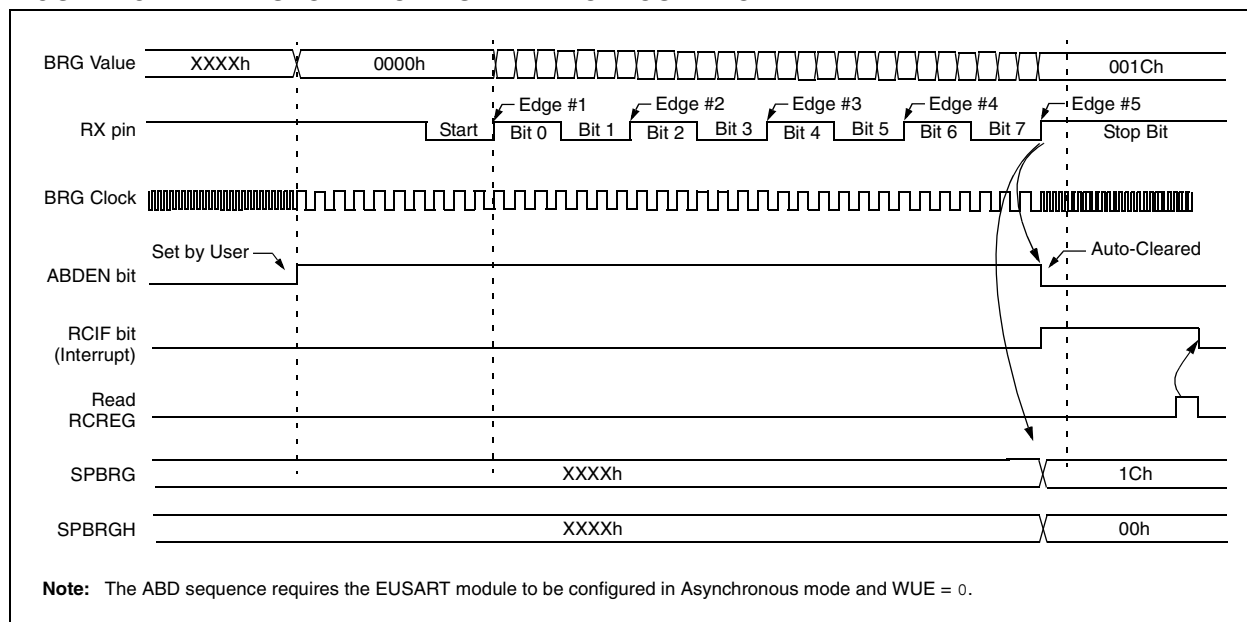 BRG Value XXXXh 0000h 001Ch
Edge #1 Edge #2 Edge #3 Edge #4 Edge #5
RX pin Start Bit 0 Bit 1 Bit 2 Bit 3 Bit 4 Bit 5 Bit 6 Bit 7 Stop Bit
BRG Clock
Set by User Auto-Cleared
ABDEN bit
RCIF bit
(Interrupt)
Read
RCREG
SPBRG XXXXh 1Ch
SPBRGH XXXXh 00h
Note: The ABD sequence requires the EUSART module to be configured in Asynchronous mode and WUE = 0.